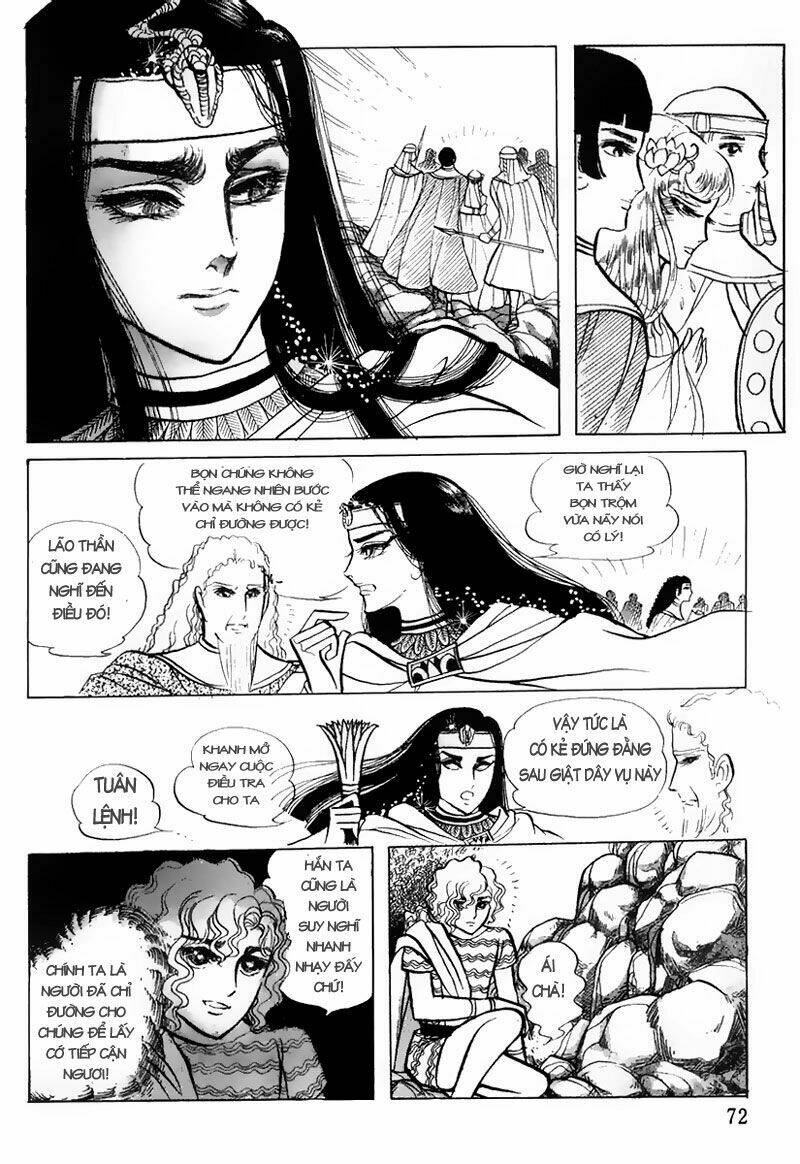 GIỜ NGHĨ LẠI
TA THẤY
BỌN TRỘM
VỪA NÃY NÓI
CÓ LÝ!
BỌN CHÚNG KHÔNG
THỂ NGANG NHIÊN BƯỚC
VÀO MÀ KHÔNG CÓ KẺ
CHỈ ĐƯỜNG ĐƯỢC!
LÃO THẦN
CŨNG ĐANG
NGHĨ ĐẾN
ĐIỀU ĐÓ!
VẬY TỨC LÀ
CÓ KẺ ĐỨNG ĐẰNG
SAU GIẬT DÂY VỤ NÀY
KHANH MỞ
NGAY CUỘC
ĐIỀU TRA
CHO TA
TUÂN
LỆNH!
HẮN TA
CŨNG LÀ
NGƯỜI
SUY NGHĨ
NHANH
NHẠY ĐẤY
CHỨ!
CHÍNH TA LÀ
NGƯỜI ĐÃ CHỈ
ĐƯỜNG CHO
CHÚNG ĐỂ LẤY
CỚ TIẾP CẬN
NGƯƠI!
ÁI
CHÀ!
72